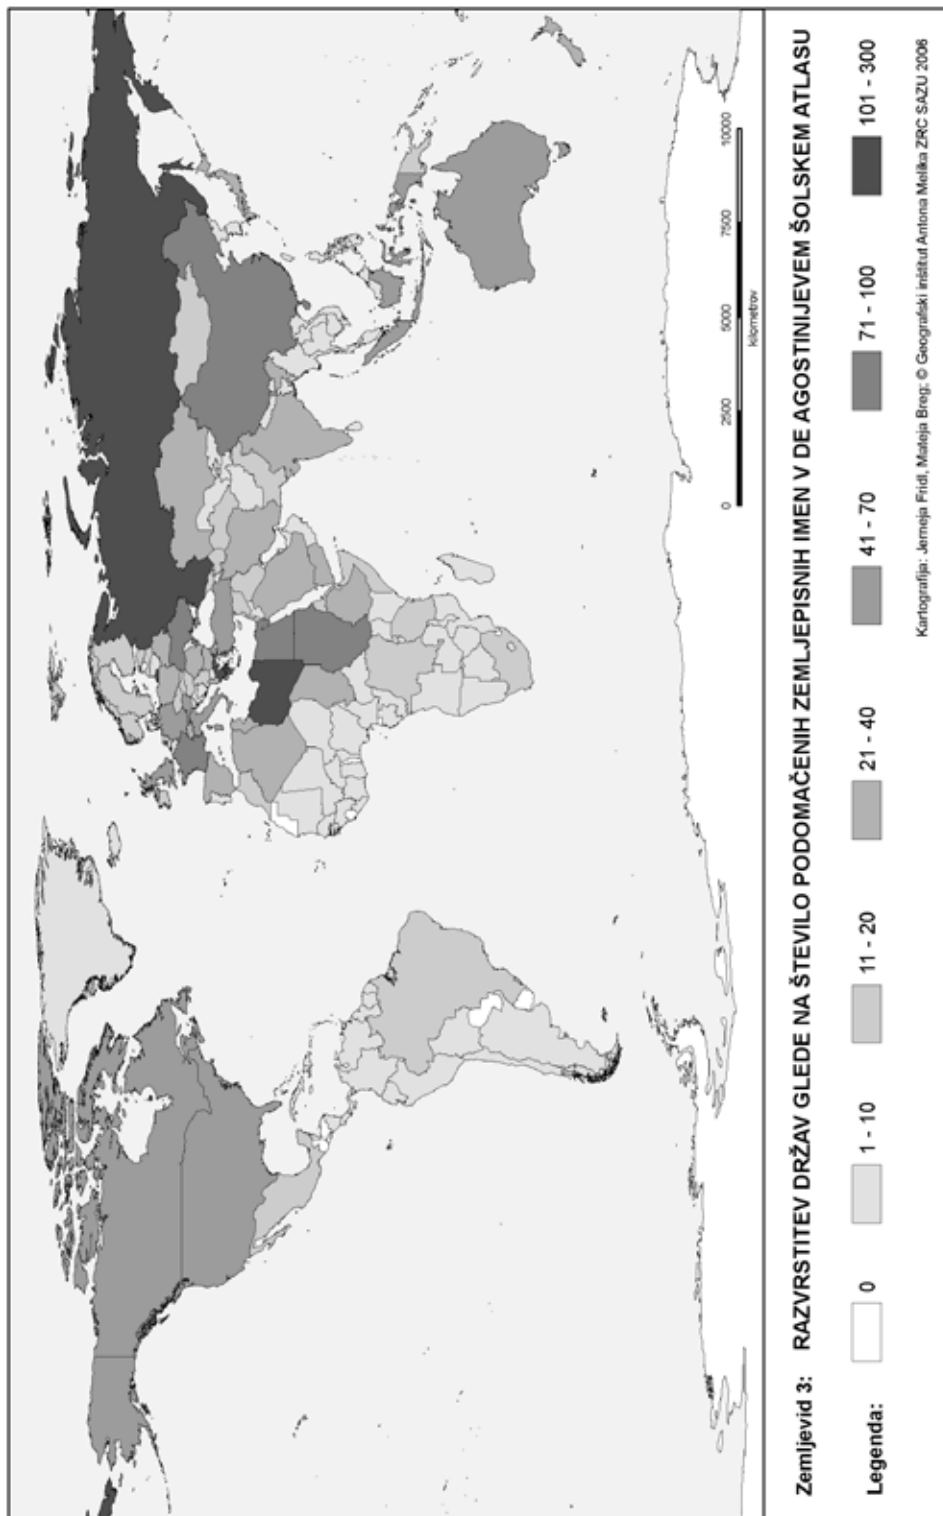 0 2500 5000 7500 10000
kilometrov
Zemljevid 3: RAZVRSTITEV DRŽAV GLEDE NA ŠTEVILO PODOMAČENIH ZEMLJEPISNIH IMEN V DE AGOSTINIJEVEM ŠOLSKEM ATLASU
Legenda: 0 1 - 10 11 - 20 21 - 40 41 - 70 71 - 100 101 - 300
Kartografija: Jerneja Fridl, Mateja Breg; © Geografski inštitut Antona Melika ZRC SAZU 2006